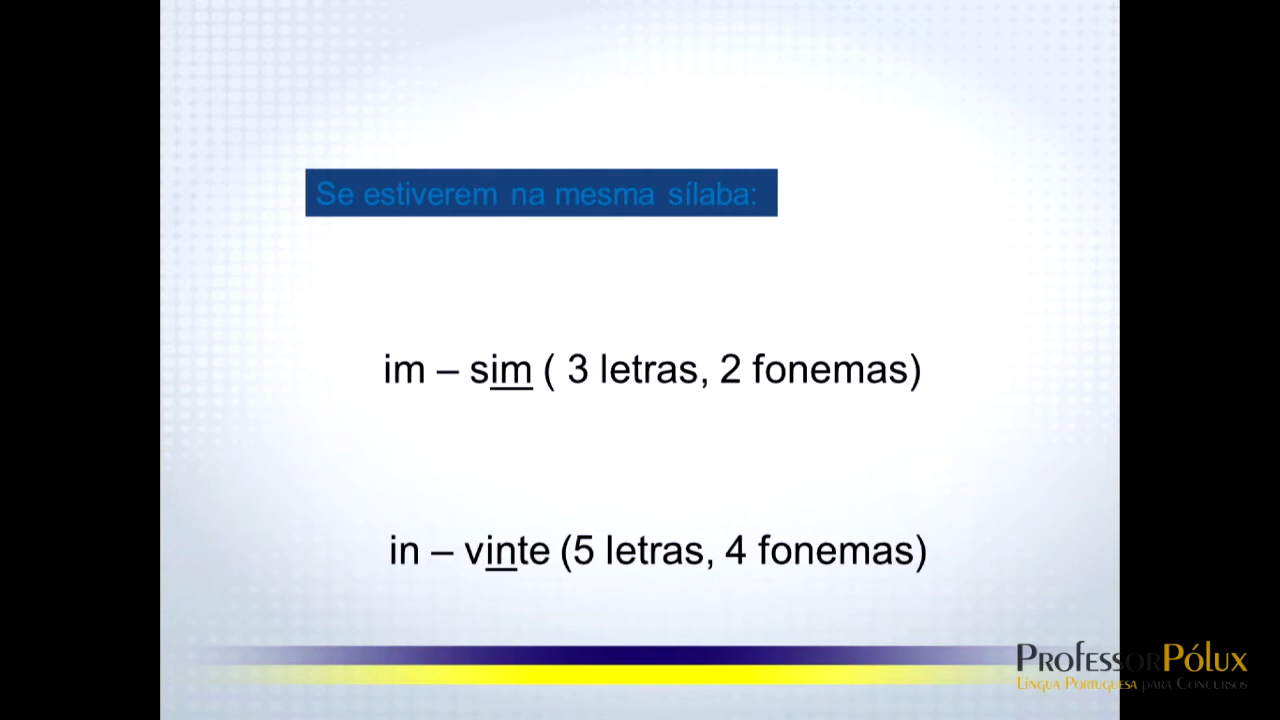 Se estiverem na mesma sílaba:
im – sim ( 3 letras, 2 fonemas)
in – vinte (5 letras, 4 fonemas)
PROFESSORPÓLUX
LÍNGUA PORTUGUESA PARA CONCURSOS